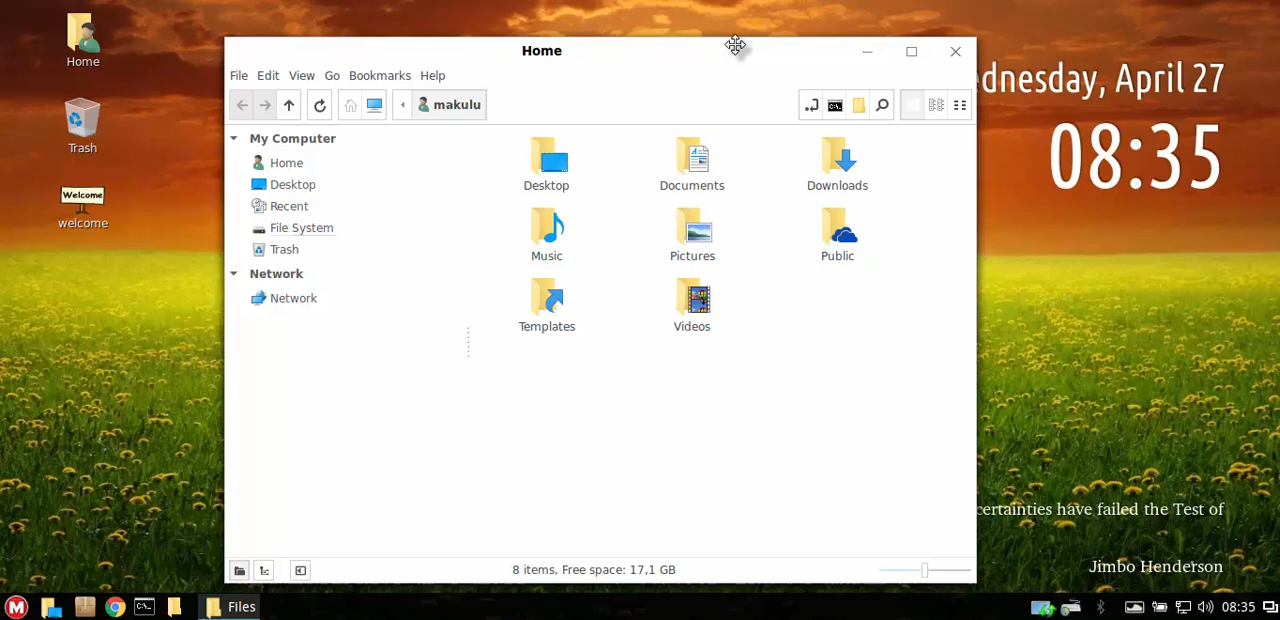 Home
Trash
Welcome
welcome
Home
File Edit View Go Bookmarks Help
makulu
My Computer
Home
Desktop
Recent
File System
Trash
Network
Network
Desktop
Documents
Downloads
Music
Pictures
Public
Templates
Videos
8 items, Free space: 17,1 GB
dnesday, April 27
08:35
certainties have failed the Test of
Jimbo Henderson
M
Files
08:35